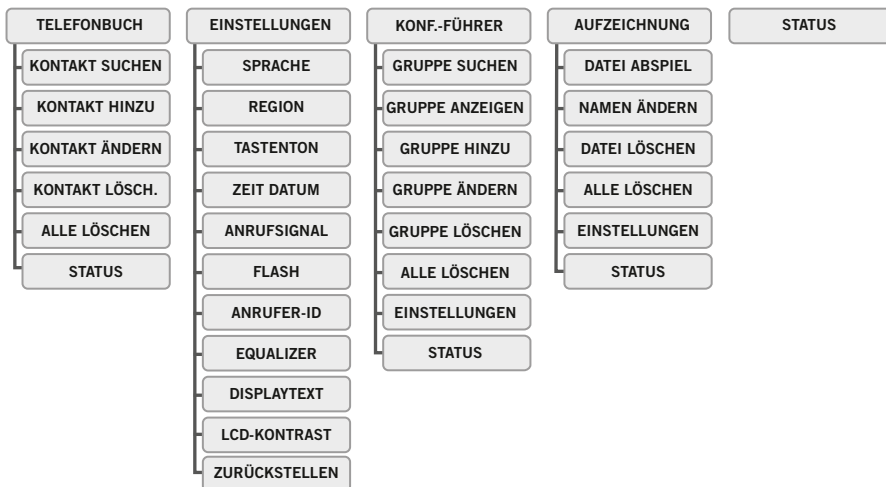 TELEFONBUCH
KONTAKT SUCHEN
KONTAKT HINZU
KONTAKT ÄNDERN
KONTAKT LÖSCH.
ALLE LÖSCHEN
STATUS
EINSTELLUNGEN
SPRACHE
REGION
TASTENTON
ZEIT DATUM
ANRUFSIGNAL
FLASH
ANRUFER-ID
EQUALIZER
DISPLAYTEXT
LCD-KONTRAST
ZURÜCKSTELLEN
KONF.-FÜHRER
GRUPPE SUCHEN
GRUPPE ANZEIGEN
GRUPPE HINZU
GRUPPE ÄNDERN
GRUPPE LÖSCHEN
ALLE LÖSCHEN
EINSTELLUNGEN
STATUS
AUFZEICHNUNG
DATEI ABSPIEL
NAMEN ÄNDERN
DATEI LÖSCHEN
ALLE LÖSCHEN
EINSTELLUNGEN
STATUS
STATUS